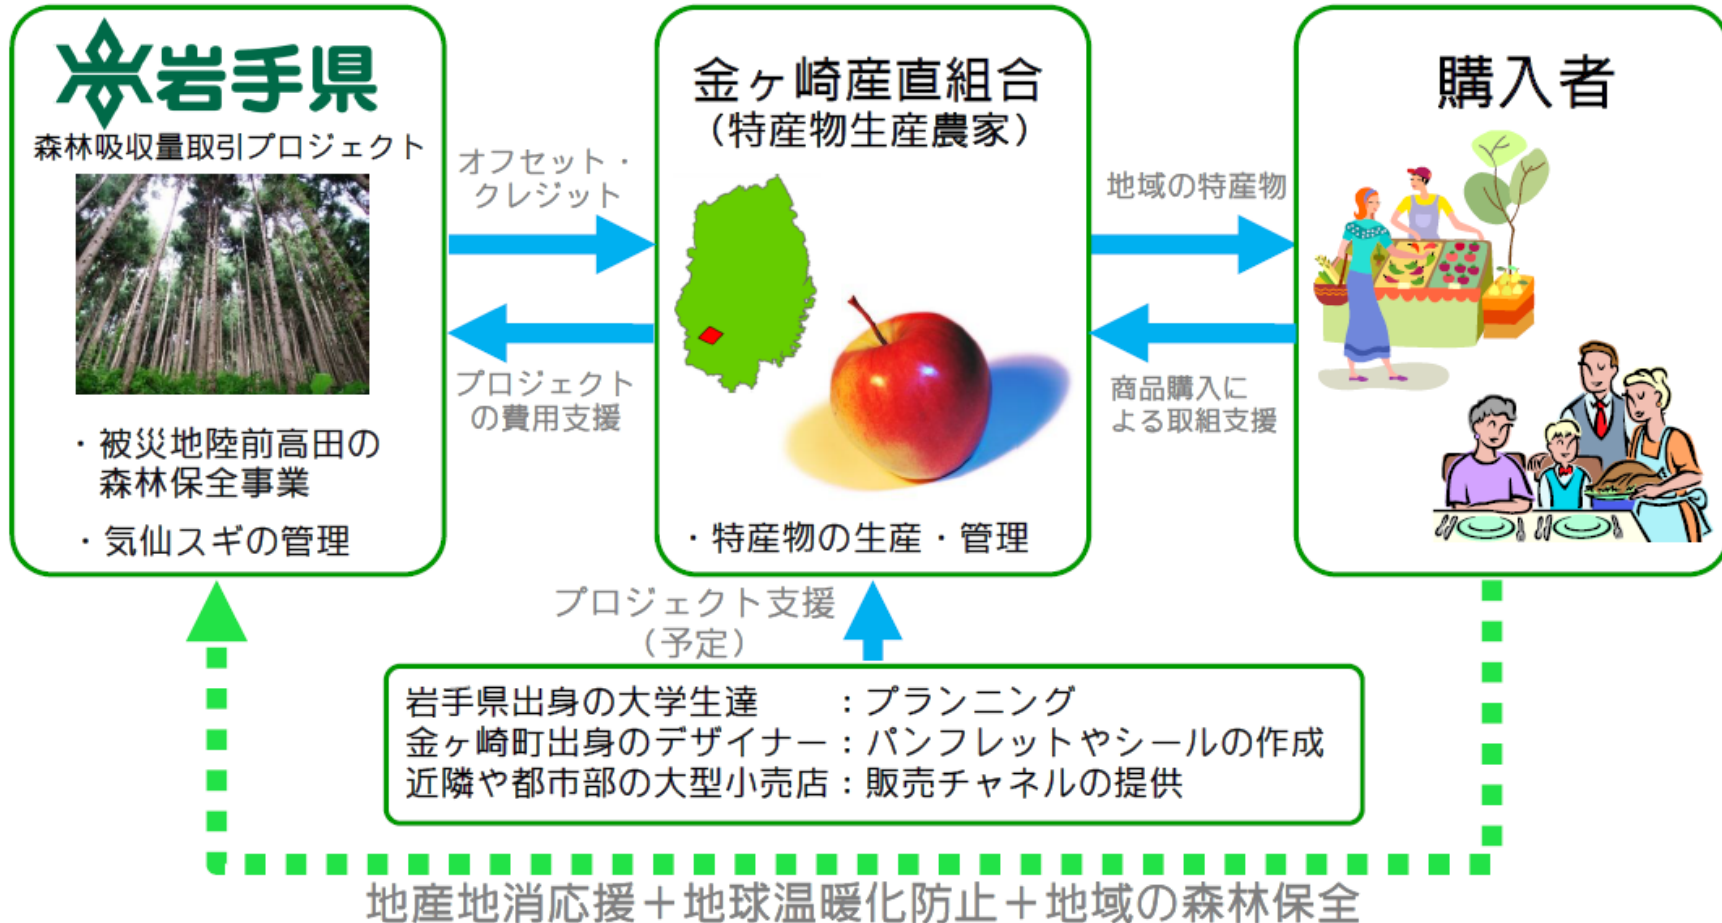 岩手県
森林吸収量取引プロジェクト
・被災地陸前高田の
森林保全事業
・気仙スギの管理
オフセット・
クレジット
プロジェクト
の費用支援
金ヶ崎産直組合
（特産物生産農家）
・特産物の生産・管理
地域の特産物
商品購入に
よる取組支援
購入者
プロジェクト支援
（予定）
岩手県出身の大学生達　　：プランニング
金ヶ崎町出身のデザイナー：パンフレットやシールの作成
近隣や都市部の大型小売店：販売チャネルの提供
地産地消応援＋地球温暖化防止＋地域の森林保全